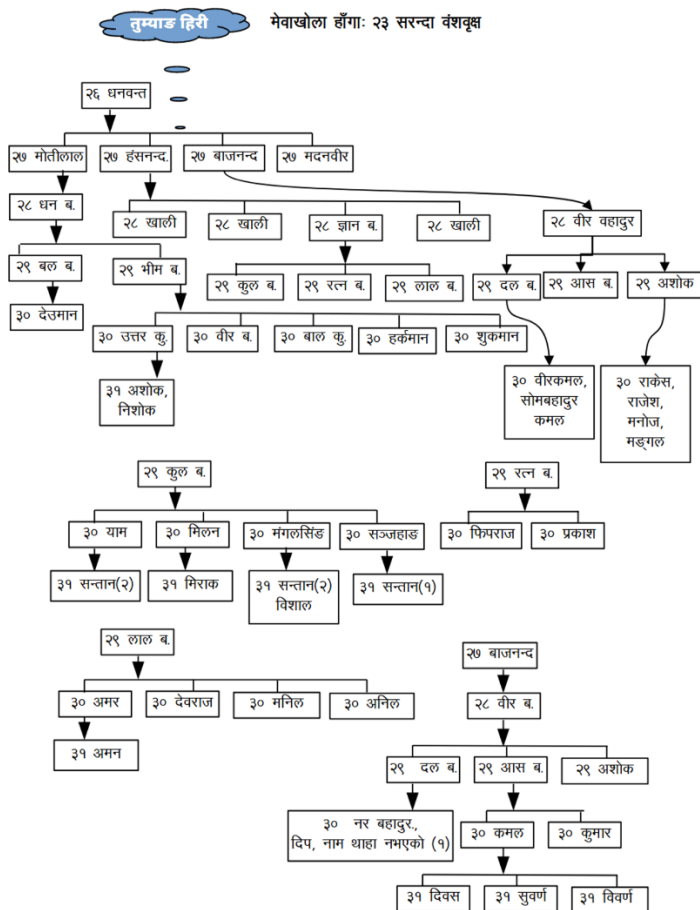 तुम्याङ हिरी
मेवाखोला हाँगाः २३ सरन्दा वंशवृक्ष
२६ धनवन्त
२७ मोतीलाल
२७ हंसनन्द.
२७ बाजनन्द
२७ मदनवीर
२८ धन ब.
२८ खाली
२८ खाली
२८ ज्ञान ब.
२८ खाली
२८ वीर वहादुर
२९ बल ब.
२९ भीम ब.
२९ कुल ब.
२९ रत्न ब.
२९ लाल ब.
२९ दल ब.
२९ आस ब.
२९ अशोक
३० देउमान
३० उत्तर कु.
३० वीर ब.
३० बाल कु.
३० हर्कमान
३० शुकमान
३१ अशोक,
निशोक
३० वीरकमल,
सोमबहादुर
कमल
३० राकेस,
राजेश,
मनोज,
मड्गल
२९ कुल ब.
२९ रत्न ब.
३० याम
३० मिलन
३० मंगलसिंङ
३० सञ्जहाङ
३० फिपराज
३० प्रकाश
३१ सन्तान(२)
३१ मिराक
३१ सन्तान(२)
विशाल
३१ सन्तान(१)
२९ लाल ब.
२७ बाजनन्द
३० अमर
३० देवराज
३० मनिल
३० अनिल
२८ वीर ब.
३१ अमन
२९ दल ब.
२९ आस ब.
२९ अशोक
३० नर बहादुर.,
दिप, नाम थाहा नभएको (१)
३० कमल
३० कुमार
३१ दिवस
३१ सुवर्ण
३१ विवर्ण